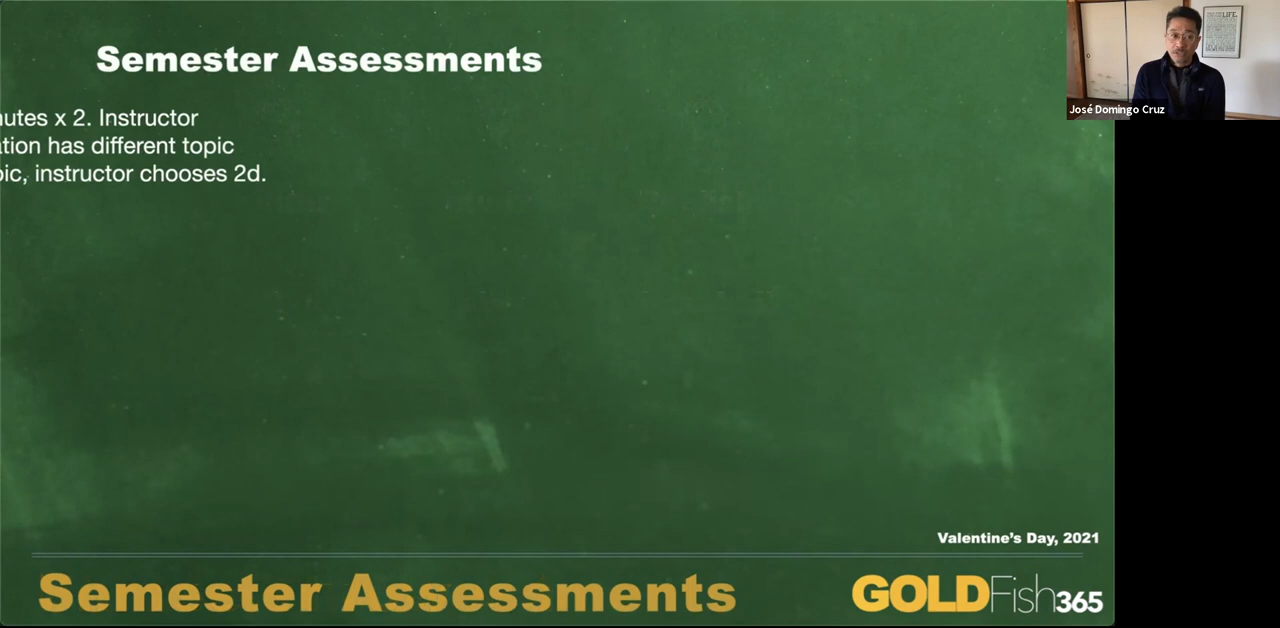 Semester Assessments
nutes x 2. Instructor
ation has different topic
pic, instructor chooses 2d.
José Domingo Cruz
LIFE.
Valentine's Day, 2021
Semester Assessments
GOLDFish365